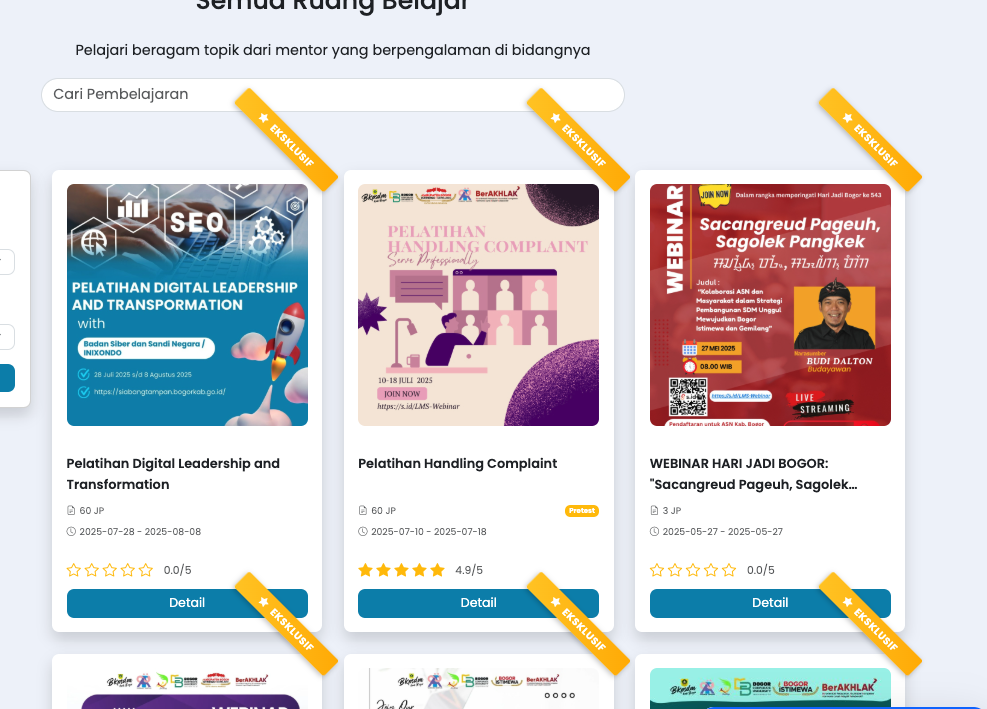 Semua Ruang Belajar
Pelajari beragam topik dari mentor yang berpengalaman di bidangnya
Cari Pembelajaran
EKSKLUSIF
EKSKLUSIF
EKSKLUSIF
SEO
PELATIHAN DIGITAL LEADERSHIP
AND TRANSFORMATION
with
Badan Siber dan Sandi Negara /
INIXONDO
28 Juli 2025 s/d 8 Agustus 2025
https://siabangtampan.bogorkab.go.id/
Pelatihan Digital Leadership and
Transformation
60 JP
2025-07-28 - 2025-08-08
0.0/5
Detail
BerAKHLAK
PELATIHAN
HANDLING COMPLAINT
Serve Professionally
10-18 JULI 2025
JOIN NOW
https://s.id/LMS-Webinar
Pelatihan Handling Complaint
60 JP
Pretest
2025-07-10 - 2025-07-18
4.9/5
Detail
WEBINAR
JOIN NOW
Dalam rangka memperingati Hari Jadi Bogor ke 543
Sacangreud Pageuh,
Sagolek Pangkek
Judul :
"Kolaborasi ASN dan
Masyarakat dalam Strategi
Pembangunan SDM Unggul
Mewujudkan Bogor
Istimewa dan Gemilang"
27 MEI 2025
08.00 WIB
Narasumber
BUDI DALTON
Budayawan
https://s.id/LMS-Webinar
LIVE
STREAMING
Pendaftaran untuk ASN Kab. Bogor
WEBINAR HARI JADI BOGOR:
"Sacangreud Pageuh, Sagolek...
3 JP
2025-05-27 - 2025-05-27
0.0/5
Detail
EKSKLUSIF
EKSKLUSIF
EKSKLUSIF
BerAKHLAK
WEBINAR
BerAKHLAK
BOGOR
ISTIMEWA
BerAKHLAK